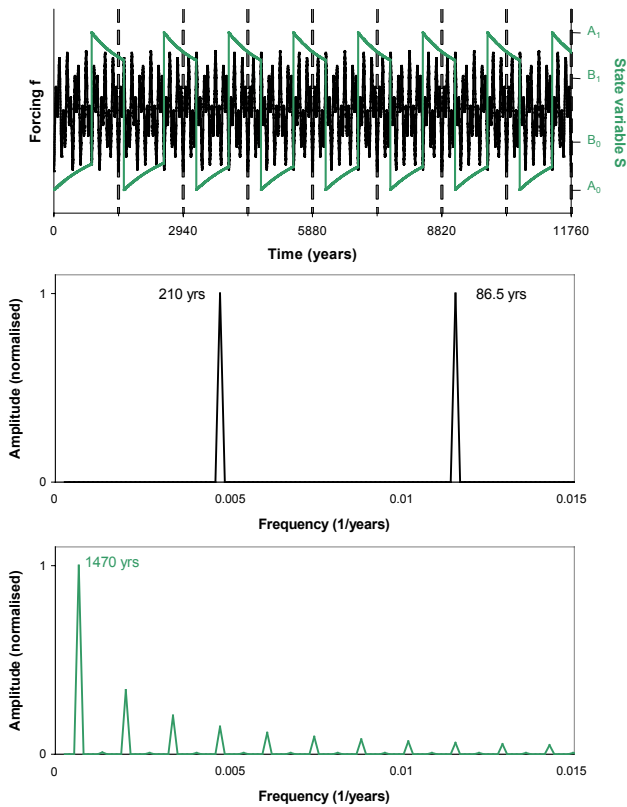 Forcing f
A1
B1
B0
A0
State variable S
0
2940
5880
8820
11760
Time (years)
Amplitude (normalised)
1
0
210 yrs
86.5 yrs
0
0.005
0.01
0.015
Frequency (1/years)
Amplitude (normalised)
1
0
1470 yrs
0
0.005
0.01
0.015
Frequency (1/years)